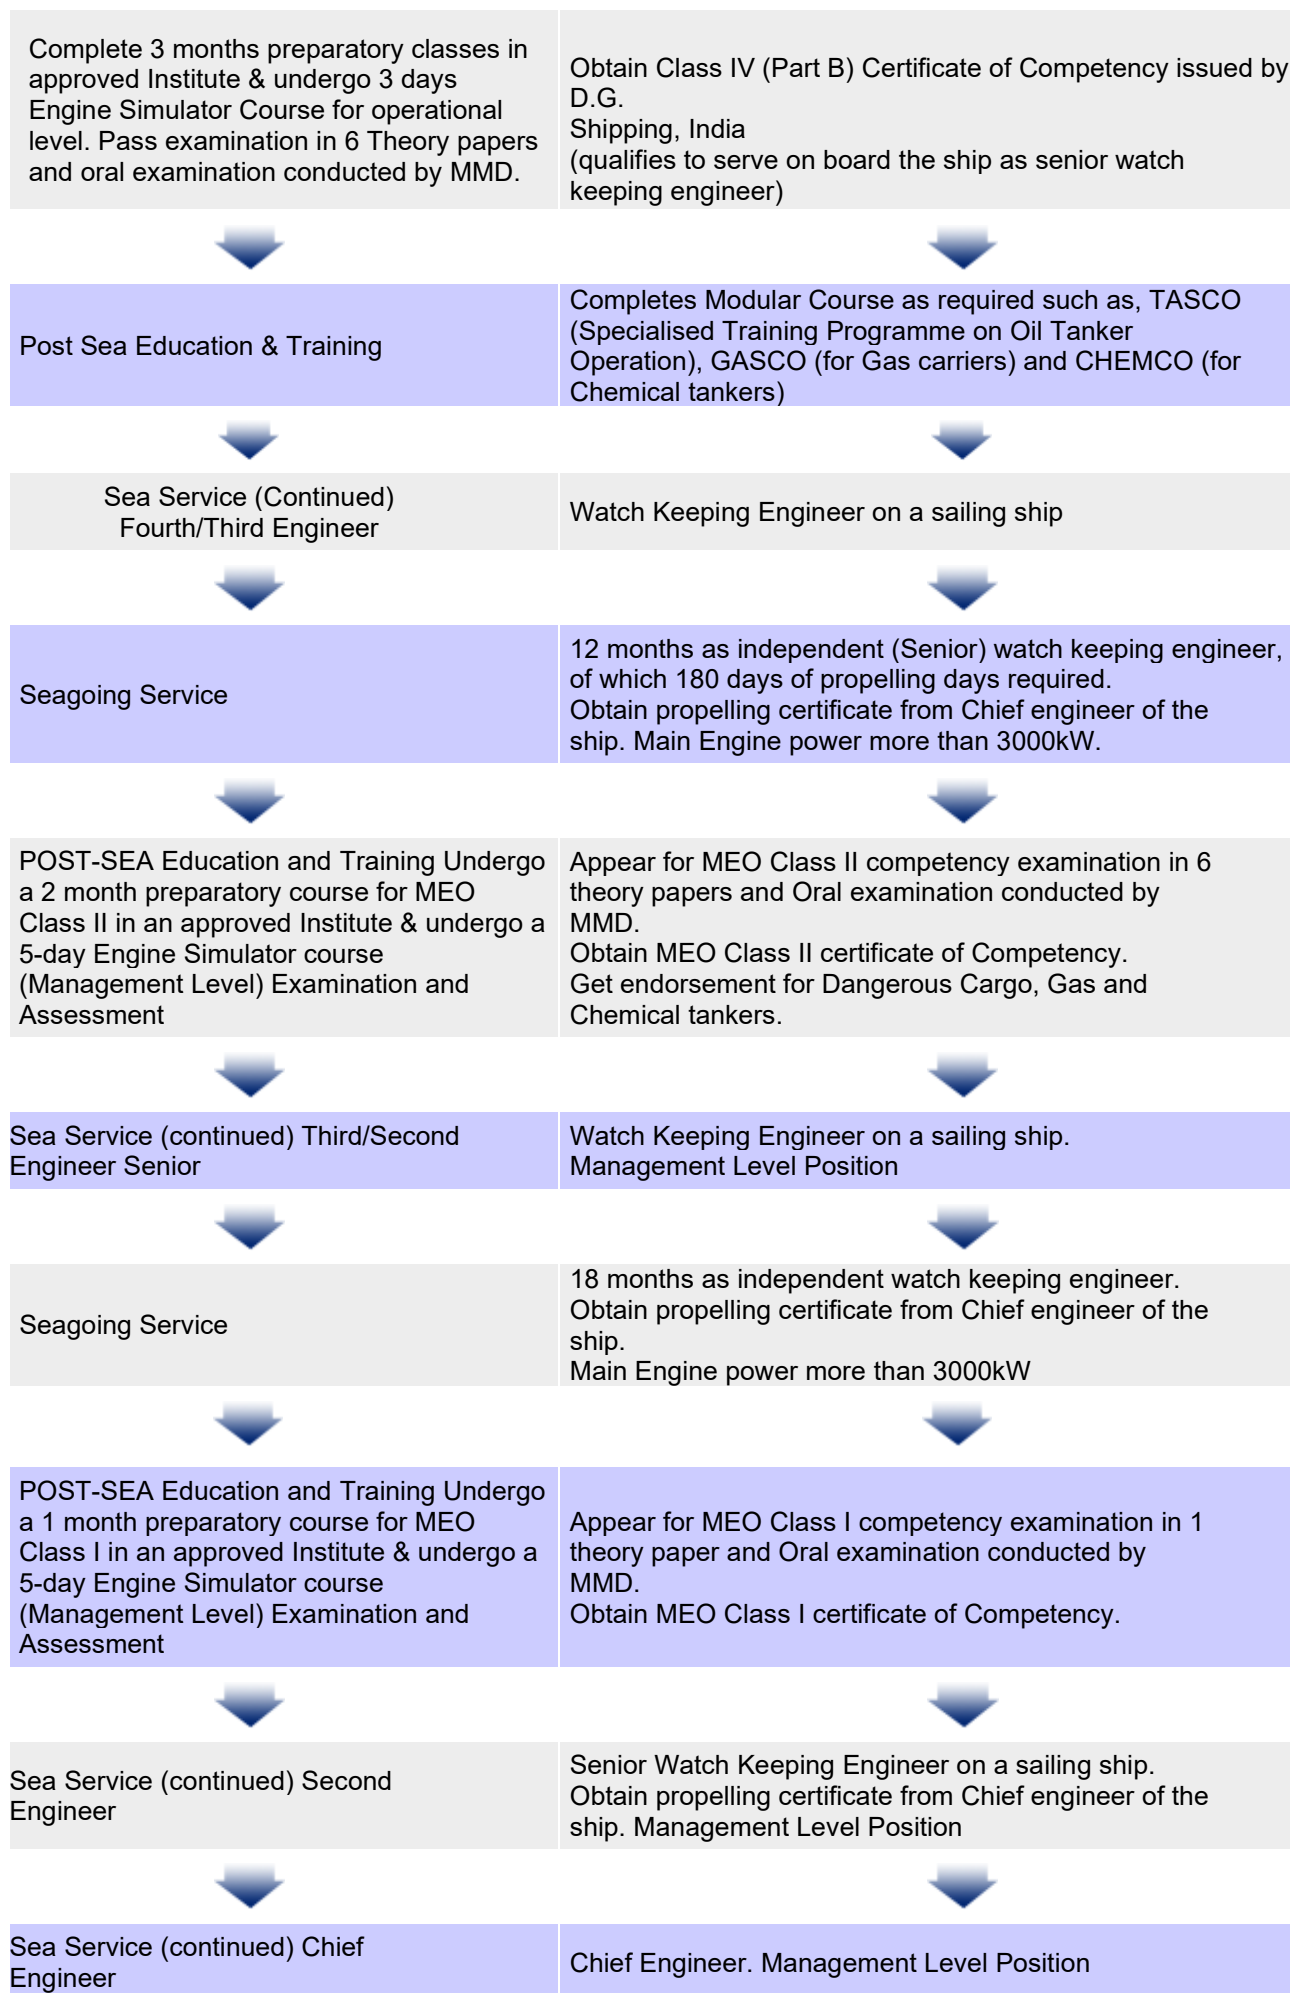 Complete 3 months preparatory classes in
approved Institute & undergo 3 days
Engine Simulator Course for operational
level. Pass examination in 6 Theory papers
and oral examination conducted by MMD.
Obtain Class IV (Part B) Certificate of Competency issued by
D.G.
Shipping, India
(qualifies to serve on board the ship as senior watch
keeping engineer)
Post Sea Education & Training
Completes Modular Course as required such as, TASCO
(Specialised Training Programme on Oil Tanker
Operation), GASCO (for Gas carriers) and CHEMCO (for
Chemical tankers)
Sea Service (Continued)
Fourth/Third Engineer
Watch Keeping Engineer on a sailing ship
Seagoing Service
12 months as independent (Senior) watch keeping engineer,
of which 180 days of propelling days required.
Obtain propelling certificate from Chief engineer of the
ship. Main Engine power more than 3000kW.
POST-SEA Education and Training Undergo
a 2 month preparatory course for MEO
Class II in an approved Institute & undergo a
5-day Engine Simulator course
(Management Level) Examination and
Assessment
Appear for MEO Class II competency examination in 6
theory papers and Oral examination conducted by
MMD.
Obtain MEO Class II certificate of Competency.
Get endorsement for Dangerous Cargo, Gas and
Chemical tankers.
Sea Service (continued) Third/Second
Engineer Senior
Watch Keeping Engineer on a sailing ship.
Management Level Position
Seagoing Service
18 months as independent watch keeping engineer.
Obtain propelling certificate from Chief engineer of the
ship.
Main Engine power more than 3000kW
POST-SEA Education and Training Undergo
a 1 month preparatory course for MEO
Class I in an approved Institute & undergo a
5-day Engine Simulator course
(Management Level) Examination and
Assessment
Appear for MEO Class I competency examination in 1
theory paper and Oral examination conducted by
MMD.
Obtain MEO Class I certificate of Competency.
Sea Service (continued) Second
Engineer
Senior Watch Keeping Engineer on a sailing ship.
Obtain propelling certificate from Chief engineer of the
ship. Management Level Position
Sea Service (continued) Chief
Engineer
Chief Engineer. Management Level Position